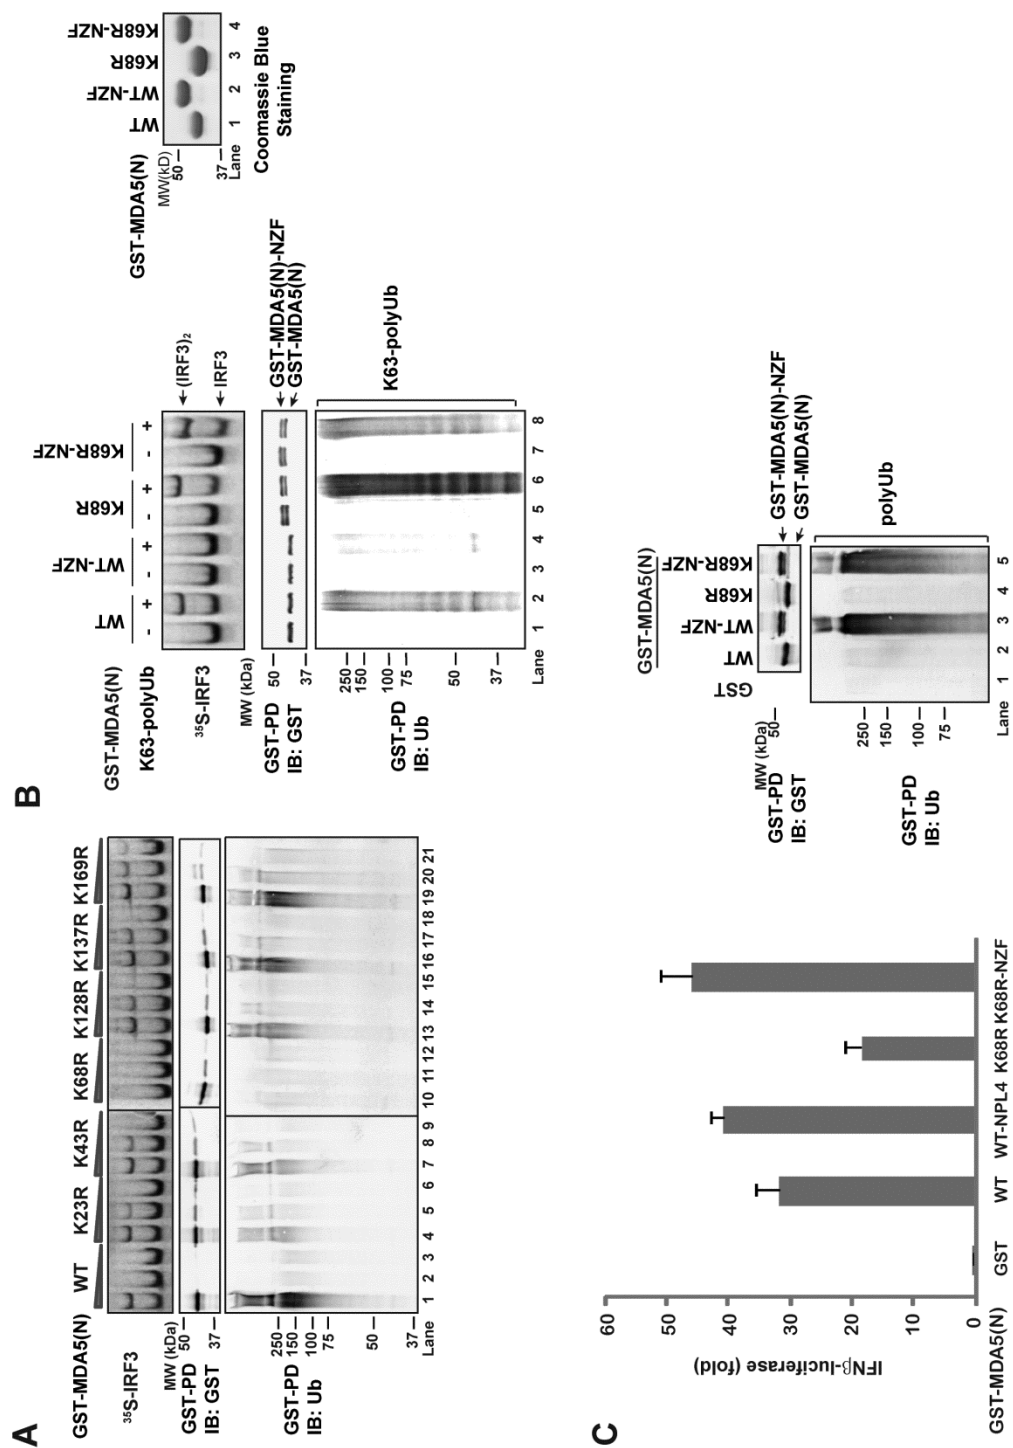 A
GST-MDA5(N) WT K23R K43R K68R K128R K137R K169R
³⁵S-IRF3
MW (kDa)
50
GST-PD
IB: GST
37
250
150
100
75
50
37
GST-PD
IB: Ub
Lane 1 2 3 4 5 6 7 8 9 10 11 12 13 14 15 16 17 18 19 20 21
B
GST-MDA5(N) WT WT-NZF K68R K68R-NZF
K63-polyUb - + - + - + - +
³⁵S-IRF3
(IRF3)₂
IRF3
MW (kDa)
50
37
GST-PD
IB: GST
GST-MDA5(N)-NZF
GST-MDA5(N)
250
150
100
75
50
37
GST-PD
IB: Ub
K63-polyUb
Lane 1 2 3 4 5 6 7 8
GST-MDA5(N) WT WT-NZF K68R K68R-NZF
MW(kD)
50
37
Lane 1 2 3 4
Coomassie Blue
Staining
C
IFNβ-luciferase (fold)
60
50
40
30
20
10
0
GST-MDA5(N) GST WT WT-NPL4 K68R K68R-NZF
GST-MDA5(N)
GST WT WT-NZF K68R K68R-NZF
MW (kDa)
50
GST-PD
IB: GST
GST-MDA5(N)-NZF
GST-MDA5(N)
250
150
100
75
GST-PD
IB: Ub
polyUb
Lane 1 2 3 4 5